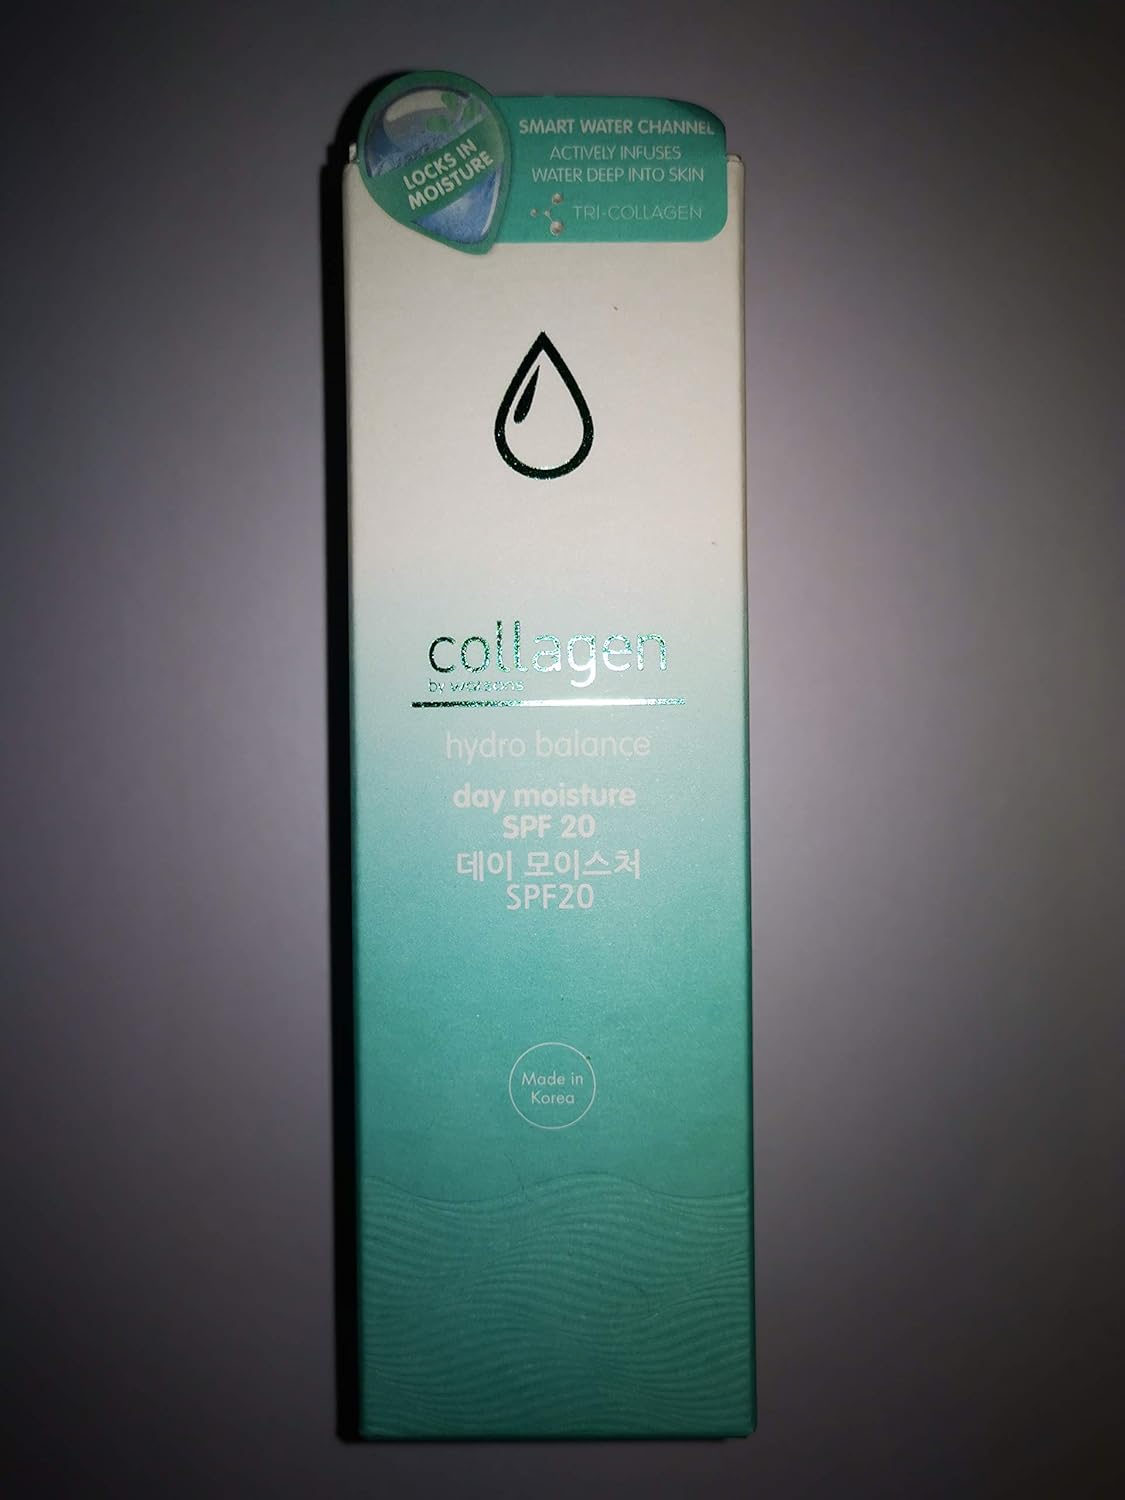 LOCKS IN
MOISTURE
SMART WATER CHANNEL
ACTIVELY INFUSES
WATER DEEP INTO SKIN
TRI-COLLAGEN
collagen
by watsons
hydro balance
day moisture
SPF 20
데이 모이스처
SPF20
Made in
Korea